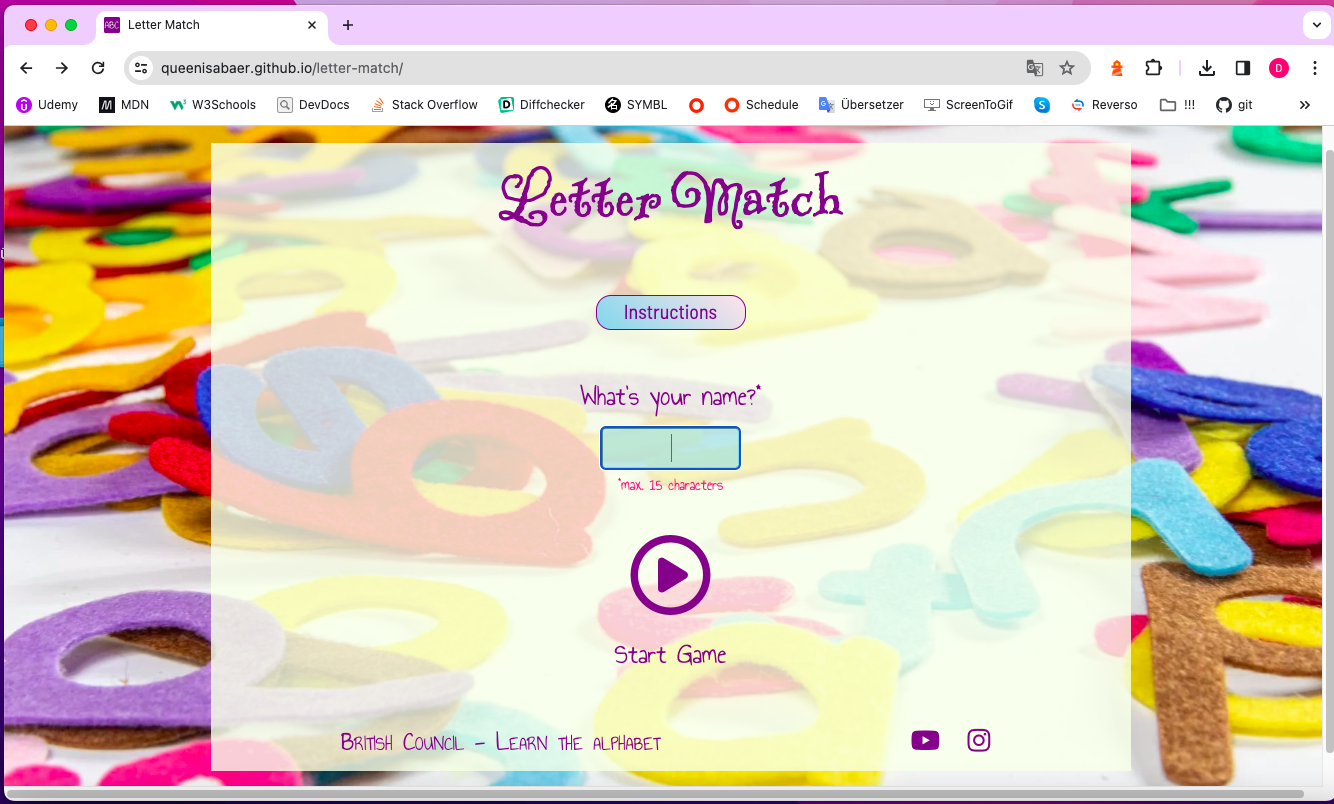 Letter Match
queenisabaer.github.io/letter-match/
D
Udemy MDN W3Schools DevDocs Stack Overflow Diffchecker SYMBL Schedule Übersetzer ScreenToGif Reverso !!! git
Letter Match
Instructions
What's your name?*
*max. 15 characters
Start Game
British Council - Learn the alphabet